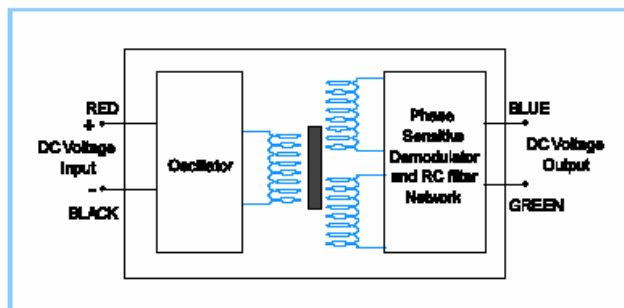 RED
+
DC Voltage
Input
-
BLACK
Oscillator
Phase
Sensitive
Demodulator
and RC filter
Network
BLUE
DC Voltage
Output
GREEN